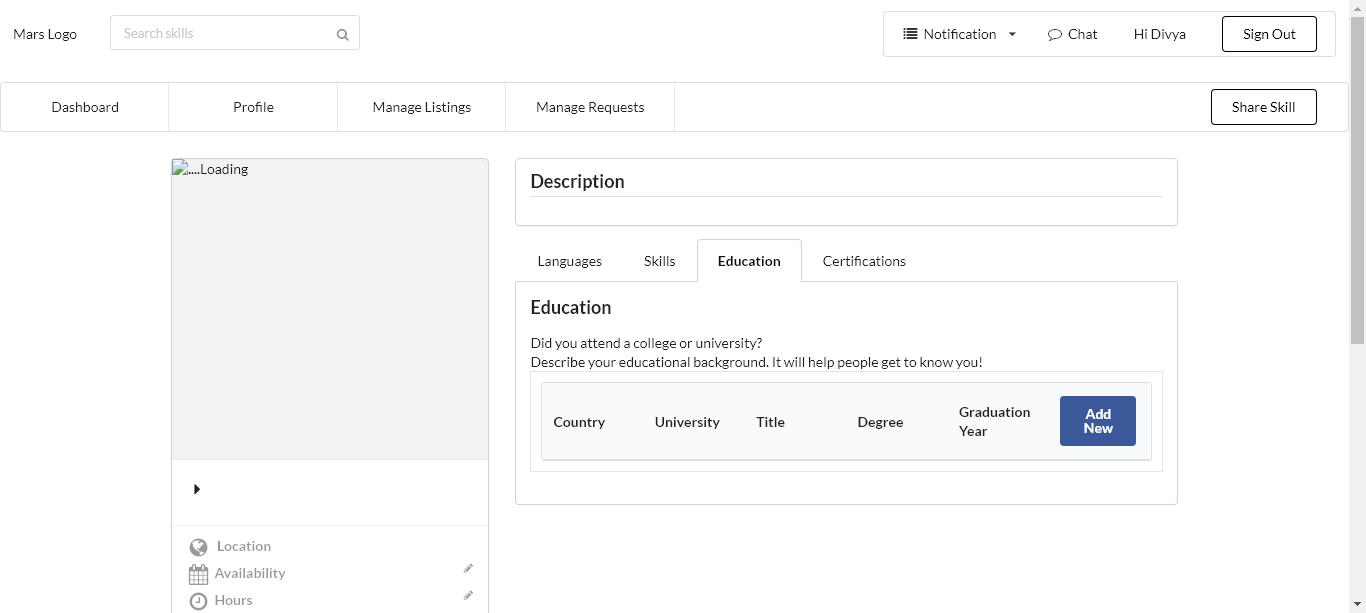 Mars Logo
Search skills
Notification
Chat
Hi Divya
Sign Out
Dashboard
Profile
Manage Listings
Manage Requests
Share Skill
....Loading
Location
Availability
Hours
Description
Languages
Skills
Education
Certifications
Education
Did you attend a college or university?
Describe your educational background. It will help people get to know you!
Country
University
Title
Degree
Graduation
Year
Add
New